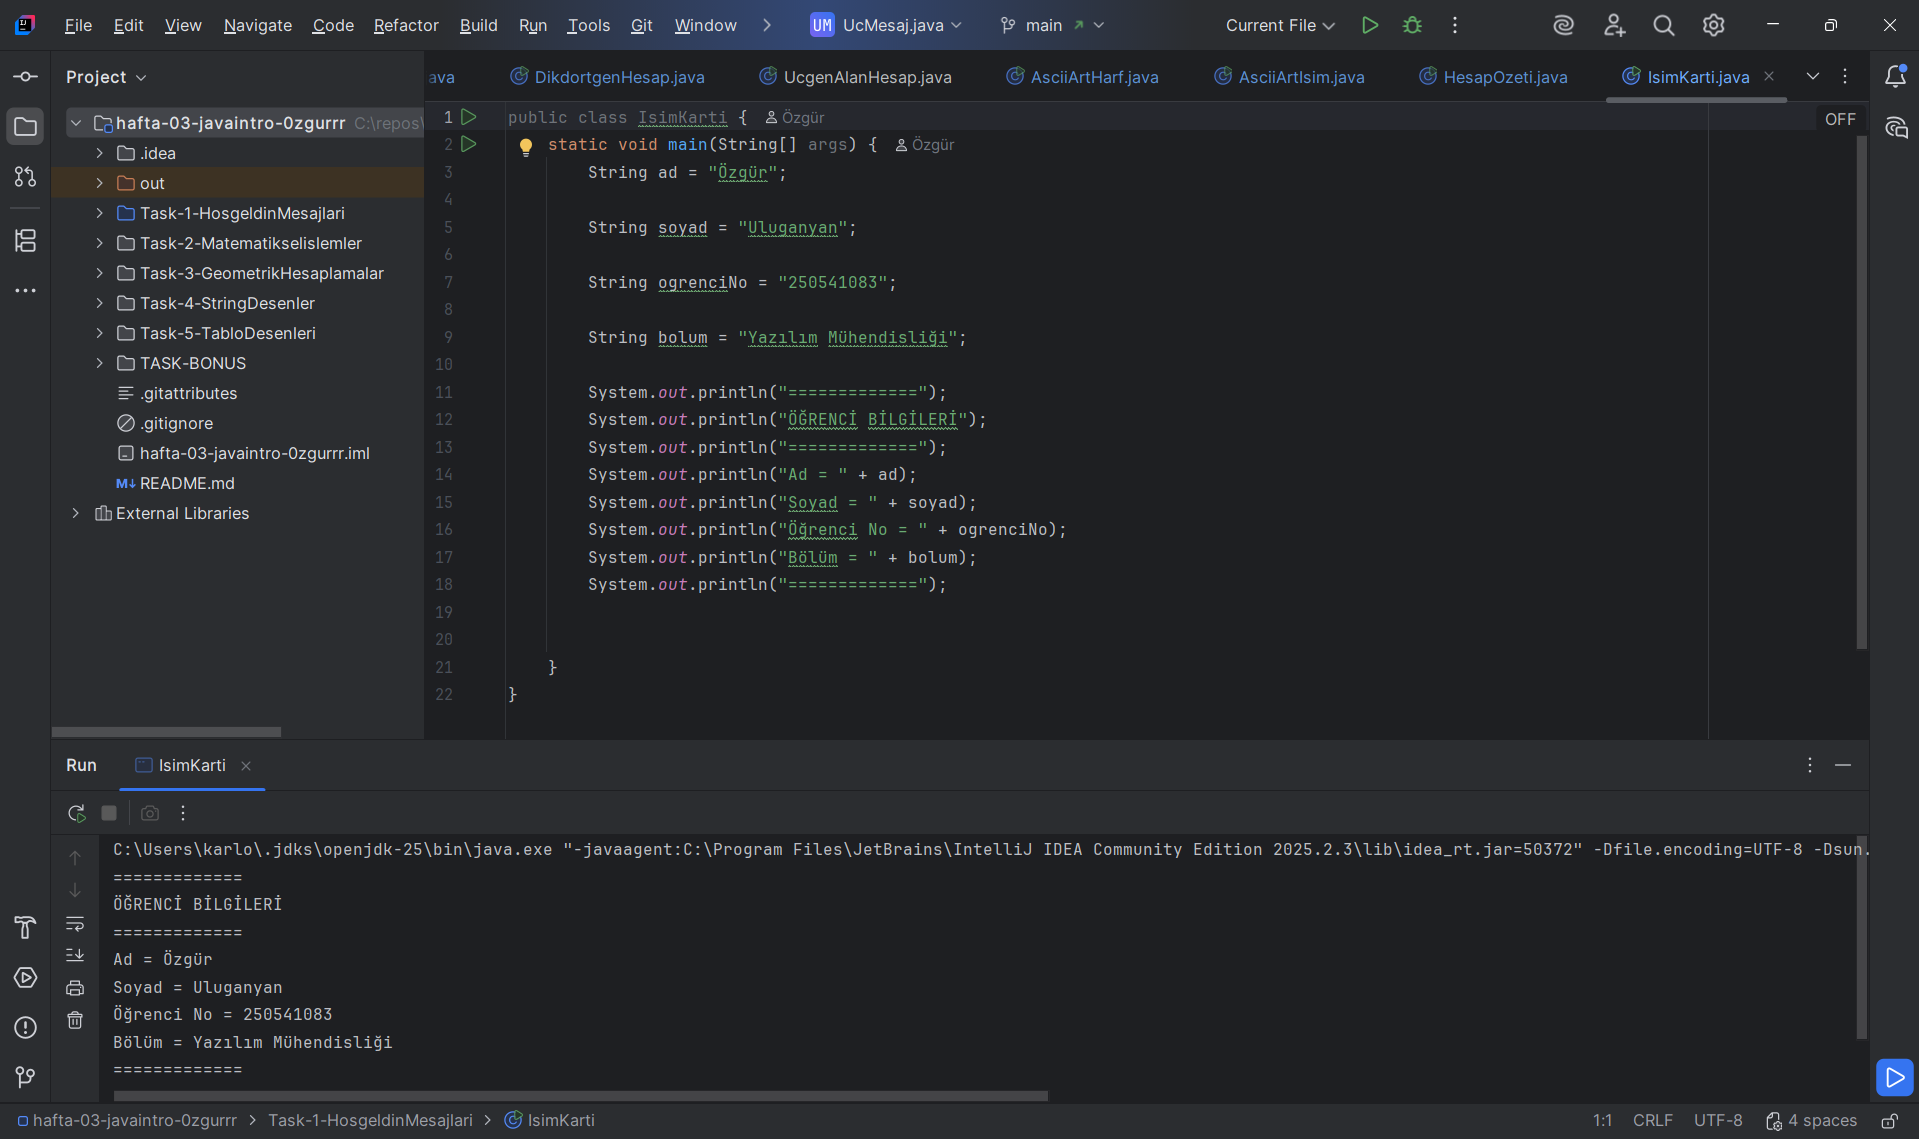 File Edit View Navigate Code Refactor Build Run Tools Git Window UM UcMesaj.java main Current File
Project
ava DikdortgenHesap.java UcgenAlanHesap.java AsciiArtHarf.java AsciiArtIsim.java HesapOzeti.java IsimKarti.java
hafta-03-javaintro-0zgurrr C:\repos\
.idea
out
Task-1-HosgeldinMesajlari
Task-2-Matematikselislemler
Task-3-GeometrikHesaplamalar
Task-4-StringDesenler
Task-5-TabloDesenleri
TASK-BONUS
.gitattributes
.gitignore
hafta-03-javaintro-0zgurrr.iml
M↓ README.md
External Libraries
OFF
1 public class IsimKarti { Özgür
2 static void main(String[] args) { Özgür
3 String ad = "Özgür";
4
5 String soyad = "Uluganyan";
6
7 String ogrenciNo = "250541083";
8
9 String bolum = "Yazılım Mühendisliği";
10
11 System.out.println("=============");
12 System.out.println("ÖĞRENCİ BİLGİLERİ");
13 System.out.println("=============");
14 System.out.println("Ad = " + ad);
15 System.out.println("Soyad = " + soyad);
16 System.out.println("Öğrenci No = " + ogrenciNo);
17 System.out.println("Bölüm = " + bolum);
18 System.out.println("=============");
19
20
21 }
22 }
Run IsimKarti
C:\Users\karlo\.jdks\openjdk-25\bin\java.exe "-javaagent:C:\Program Files\JetBrains\IntelliJ IDEA Community Edition 2025.2.3\lib\idea_rt.jar=50372" -Dfile.encoding=UTF-8 -Dsun.
=============
ÖĞRENCİ BİLGİLERİ
=============
Ad = Özgür
Soyad = Uluganyan
Öğrenci No = 250541083
Bölüm = Yazılım Mühendisliği
=============
hafta-03-javaintro-0zgurrr > Task-1-HosgeldinMesajlari > IsimKarti 1:1 CRLF UTF-8 4 spaces